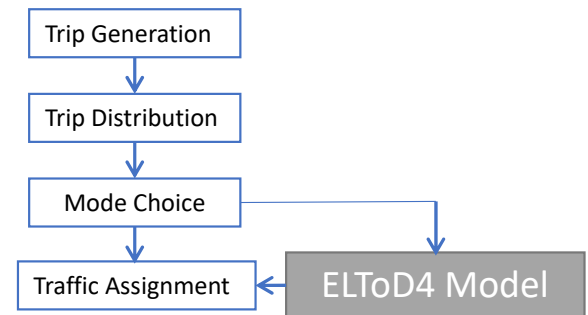 Trip Generation
Trip Distribution
Mode Choice
Traffic Assignment
ELToD4 Model